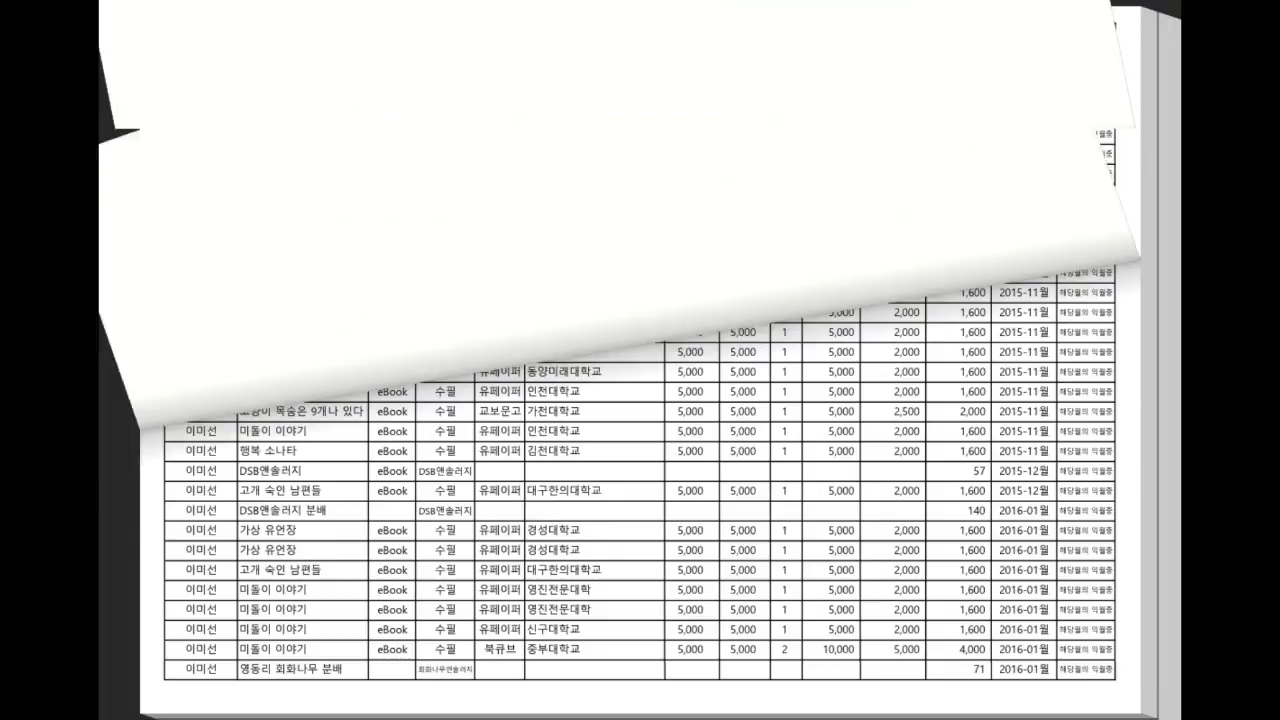 익월중
해당월의 익월중
1,600 2015-11월 해당월의 익월중
2,000 1,600 2015-11월 해당월의 익월중
5,000 1 5,000 2,000 1,600 2015-11월 해당월의 익월중
5,000 5,000 1 5,000 2,000 1,600 2015-11월 해당월의 익월중
유페이퍼 동양미래대학교 5,000 5,000 1 5,000 2,000 1,600 2015-11월 해당월의 익월중
eBook 수필 유페이퍼 인천대학교 5,000 5,000 1 5,000 2,000 1,600 2015-11월 해당월의 익월중
고양이 목숨은 9개나 있다 eBook 수필 교보문고 가천대학교 5,000 5,000 1 5,000 2,500 2,000 2015-11월 해당월의 익월중
이미선 미돌이 이야기 eBook 수필 유페이퍼 인천대학교 5,000 5,000 1 5,000 2,000 1,600 2015-11월 해당월의 익월중
이미선 행복 소나타 eBook 수필 유페이퍼 김천대학교 5,000 5,000 1 5,000 2,000 1,600 2015-11월 해당월의 익월중
이미선 DSB앤솔러지 eBook DSB앤솔러지 57 2015-12월 해당월의 익월중
이미선 고개 숙인 남편들 eBook 수필 유페이퍼 대구한의대학교 5,000 5,000 1 5,000 2,000 1,600 2015-12월 해당월의 익월중
이미선 DSB앤솔러지 분배 DSB앤솔러지 140 2016-01월 해당월의 익월중
이미선 가상 유언장 eBook 수필 유페이퍼 경성대학교 5,000 5,000 1 5,000 2,000 1,600 2016-01월 해당월의 익월중
이미선 가상 유언장 eBook 수필 유페이퍼 경성대학교 5,000 5,000 1 5,000 2,000 1,600 2016-01월 해당월의 익월중
이미선 고개 숙인 남편들 eBook 수필 유페이퍼 대구한의대학교 5,000 5,000 1 5,000 2,000 1,600 2016-01월 해당월의 익월중
이미선 미돌이 이야기 eBook 수필 유페이퍼 영진전문대학 5,000 5,000 1 5,000 2,000 1,600 2016-01월 해당월의 익월중
이미선 미돌이 이야기 eBook 수필 유페이퍼 영진전문대학 5,000 5,000 1 5,000 2,000 1,600 2016-01월 해당월의 익월중
이미선 미돌이 이야기 eBook 수필 유페이퍼 신구대학교 5,000 5,000 1 5,000 2,000 1,600 2016-01월 해당월의 익월중
이미선 미돌이 이야기 eBook 수필 북큐브 중부대학교 5,000 5,000 2 10,000 5,000 4,000 2016-01월 해당월의 익월중
이미선 영동리 회화나무 분배 회화나무앤솔러지 71 2016-01월 해당월의 익월중